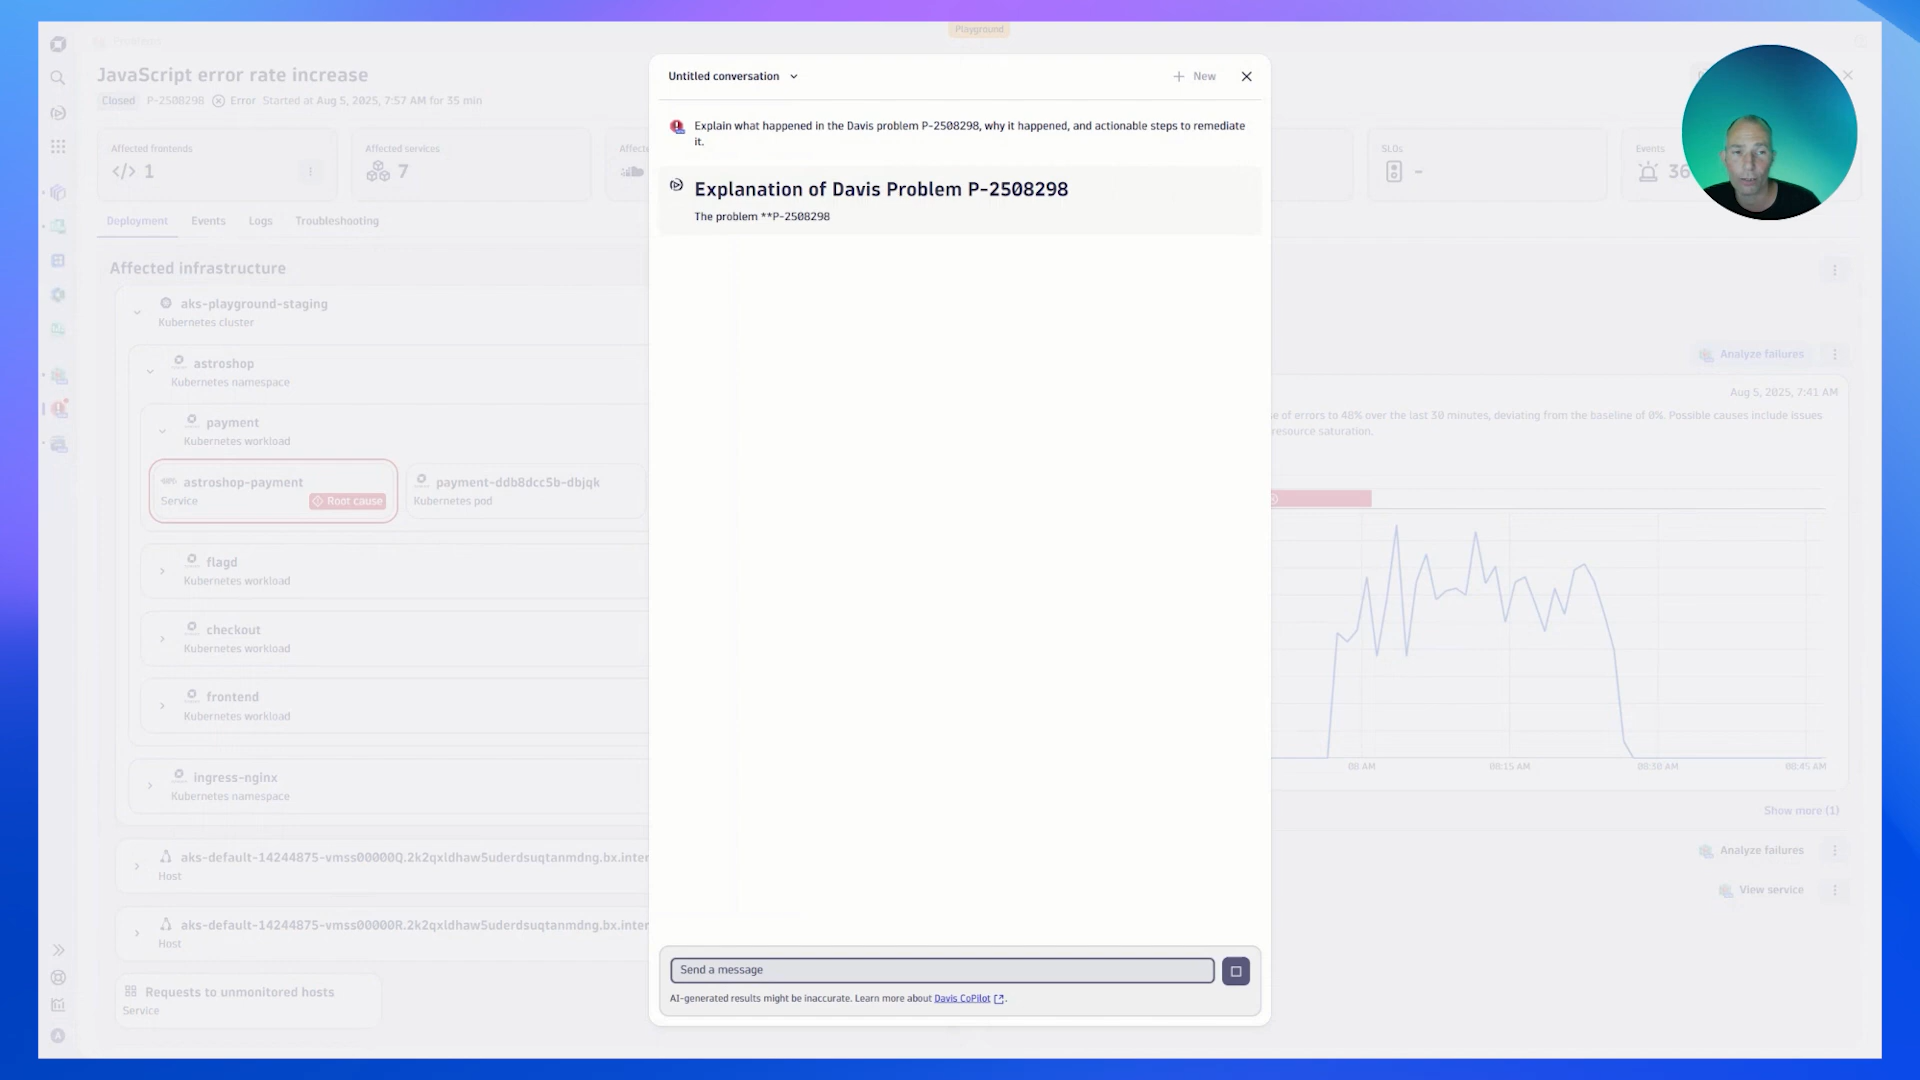 Playground
Frontend
JavaScript error rate increase
Closed P-2508298 Error Started at Aug 5, 2025, 7:57 AM for 35 min
Affected frontends
1
Affected services
7
Affecte
SLOs
-
Events
36
Deployment Events Logs Troubleshooting
Affected infrastructure
aks-playground-staging
Kubernetes cluster
astroshop
Kubernetes namespace
payment
Kubernetes workload
astroshop-payment
Service
Root cause
payment-ddb8dcc5b-dbjqk
Kubernetes pod
flagd
Kubernetes workload
checkout
Kubernetes workload
frontend
Kubernetes workload
ingress-nginx
Kubernetes namespace
aks-default-14244875-vmss00000Q.2k2qxldhaw5uderdsuqtanmdng.bx.inter
Host
aks-default-14244875-vmss00000R.2k2qxldhaw5uderdsuqtanmdng.bx.inter
Host
Requests to unmonitored hosts
Service
Untitled conversation
New
Explain what happened in the Davis problem P-2508298, why it happened, and actionable steps to remediate
it.
Explanation of Davis Problem P-2508298
The problem **P-2508298
Send a message
AI-generated results might be inaccurate. Learn more about Davis CoPilot.
Analyze failures
Aug 5, 2025, 7:41 AM
e of errors to 48% over the last 30 minutes, deviating from the baseline of 0%. Possible causes include issues
resource saturation.
08 AM 08:15 AM 08:30 AM 08:45 AM
Show more (1)
Analyze failures
View service